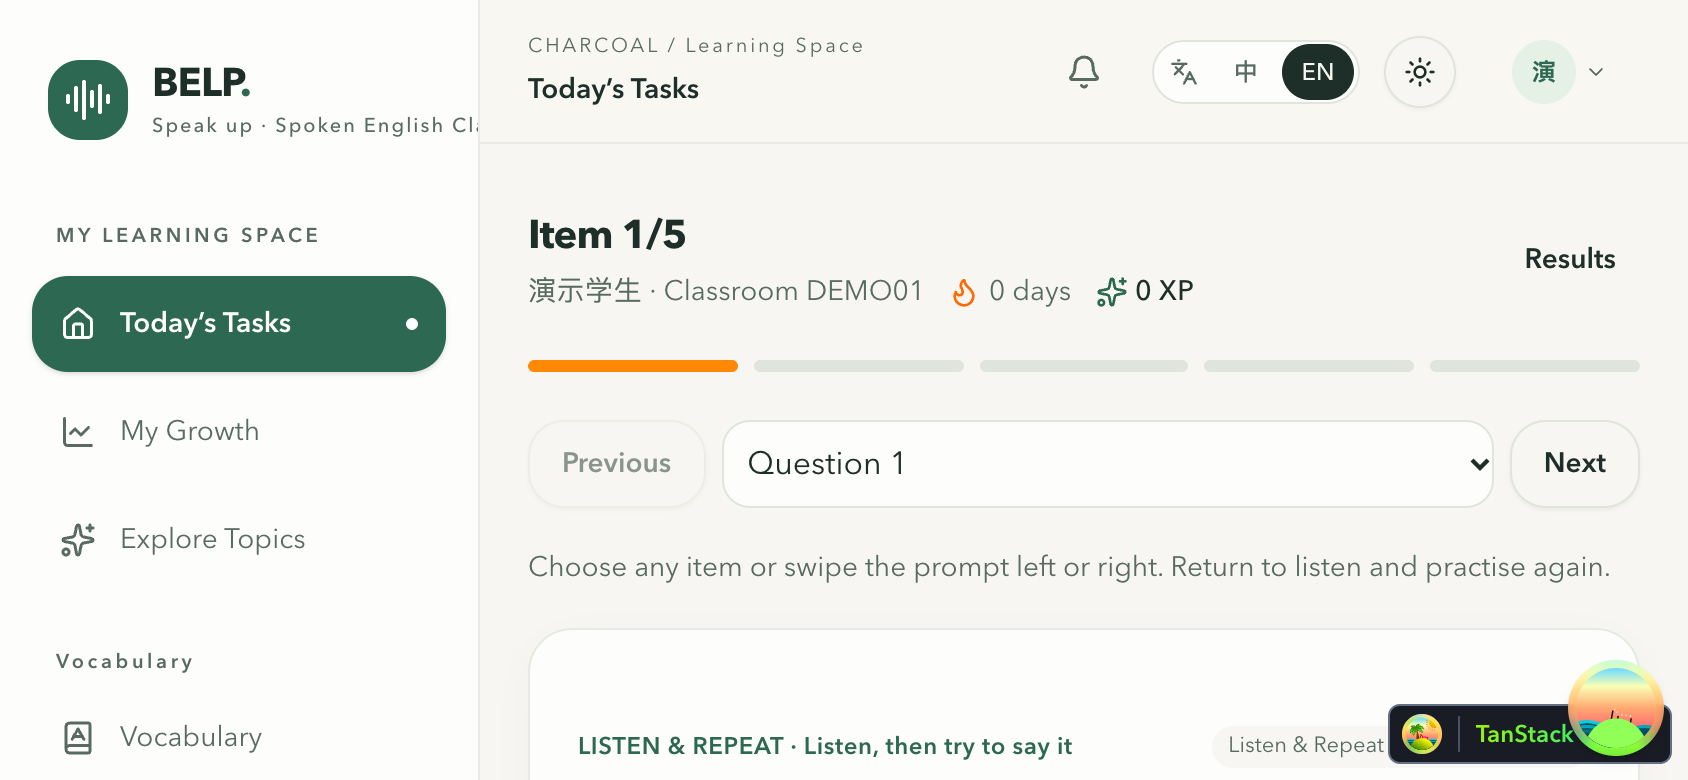 BELP.
Speak up · Spoken English
MY LEARNING SPACE
Today’s Tasks
My Growth
Explore Topics
Vocabulary
Vocabulary
CHARCOAL / Learning Space
Today’s Tasks
中
EN
演
Item 1/5
演示学生 · Classroom DEMO01 0 days 0 XP
Results
Previous
Question 1
Next
Choose any item or swipe the prompt left or right. Return to listen and practise again.
LISTEN & REPEAT · Listen, then try to say it
Listen & Repeat
TanStack